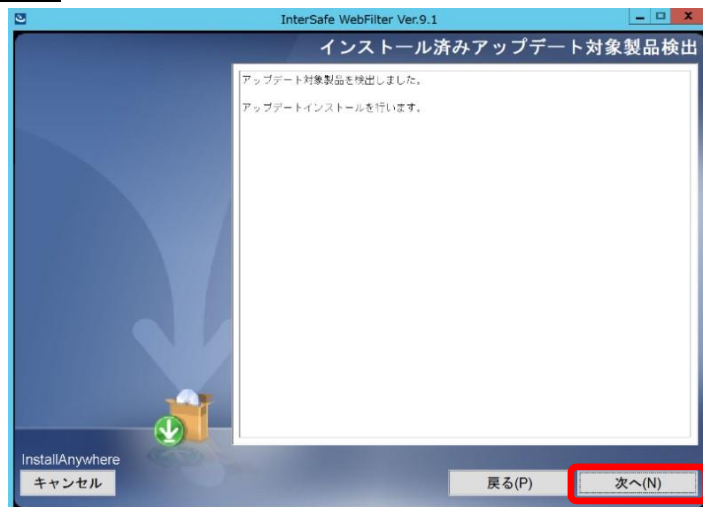 InterSafe WebFilter Ver.9.1
インストール済みアップデート対象製品検出
アップデート対象製品を検出しました。
アップデートインストールを行います。
InstallAnywhere
キャンセル
戻る(P)
次へ(N)